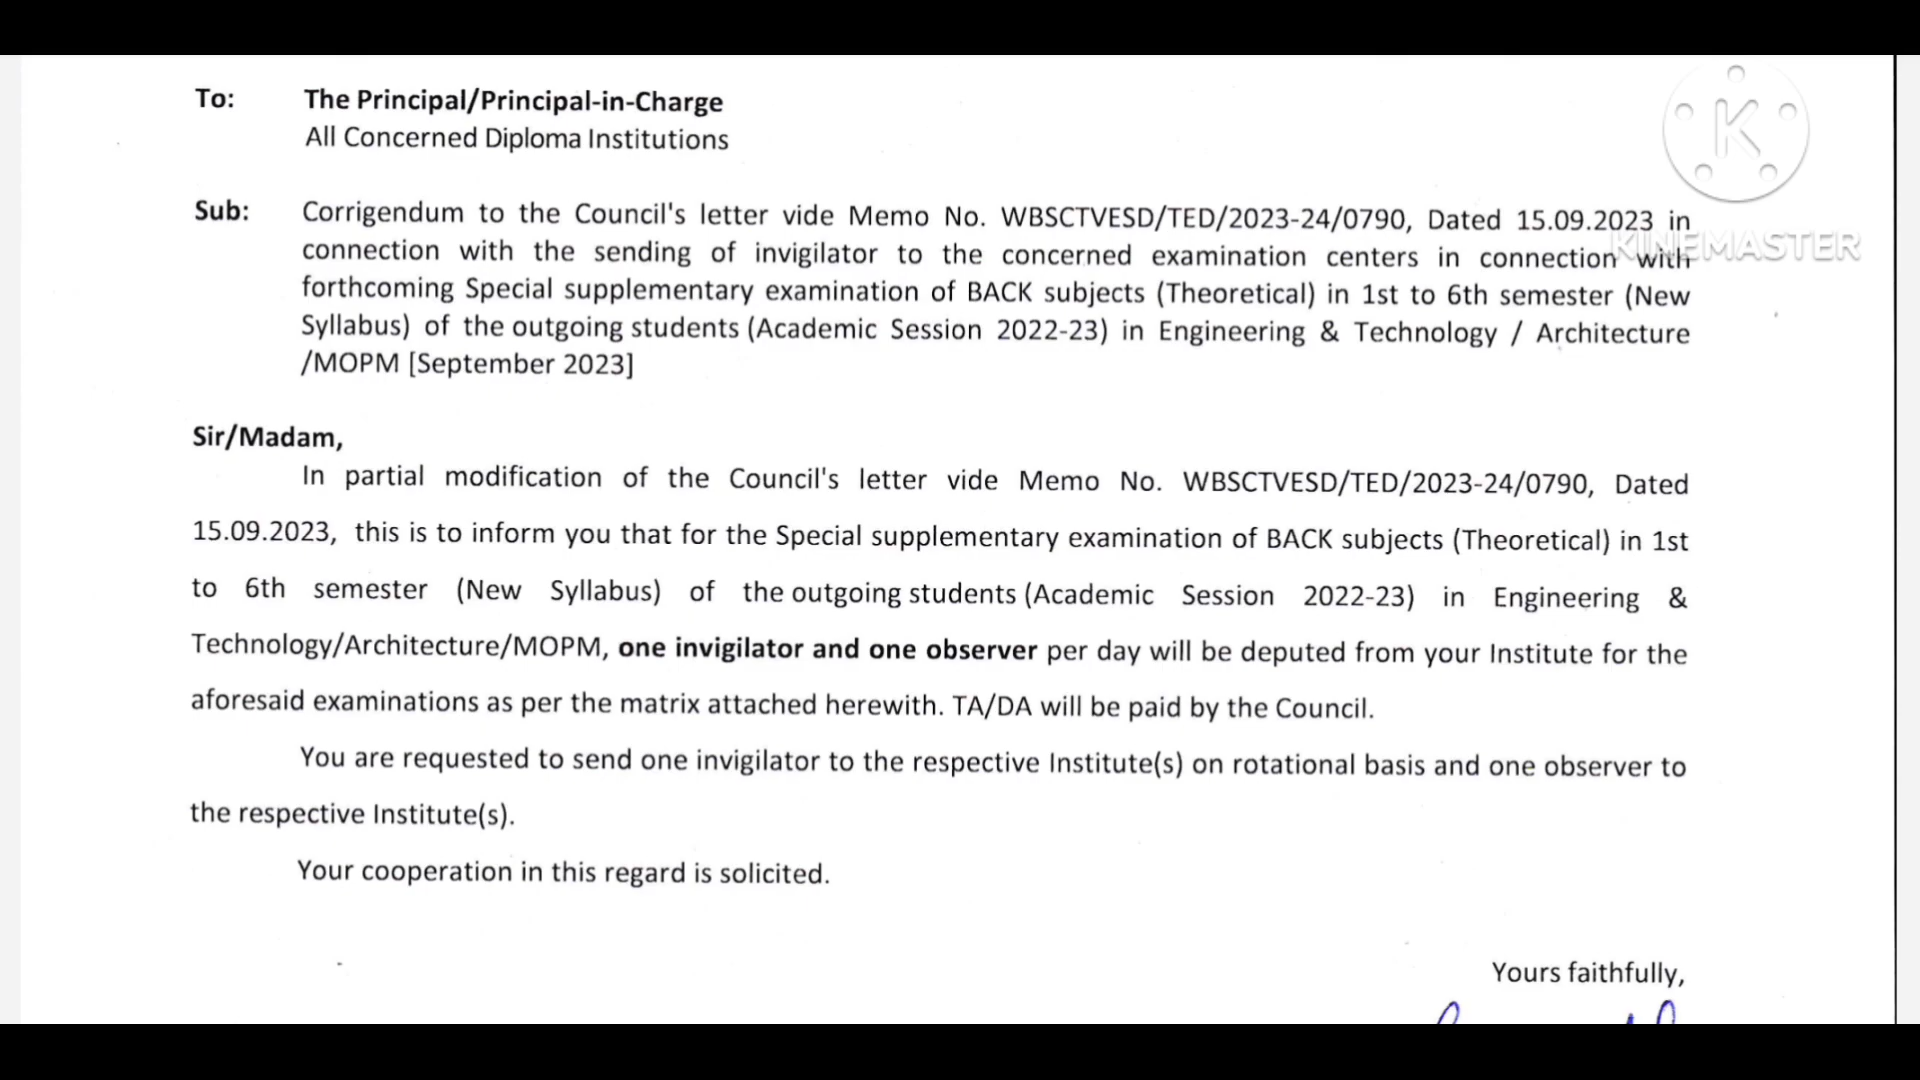 To: The Principal/Principal-in-Charge
All Concerned Diploma Institutions
K
Sub: Corrigendum to the Council's letter vide Memo No. WBSCTVESD/TED/2023-24/0790, Dated 15.09.2023 in
KINEMASTER
connection with the sending of invigilator to the concerned examination centers in connection with
forthcoming Special supplementary examination of BACK subjects (Theoretical) in 1st to 6th semester (New
Syllabus) of the outgoing students (Academic Session 2022-23) in Engineering & Technology / Architecture
/MOPM [September 2023]
Sir/Madam,
In partial modification of the Council's letter vide Memo No. WBSCTVESD/TED/2023-24/0790, Dated
15.09.2023, this is to inform you that for the Special supplementary examination of BACK subjects (Theoretical) in 1st
to 6th semester (New Syllabus) of the outgoing students (Academic Session 2022-23) in Engineering &
Technology/Architecture/MOPM, one invigilator and one observer per day will be deputed from your Institute for the
aforesaid examinations as per the matrix attached herewith. TA/DA will be paid by the Council.
You are requested to send one invigilator to the respective Institute(s) on rotational basis and one observer to
the respective Institute(s).
Your cooperation in this regard is solicited.
Yours faithfully,